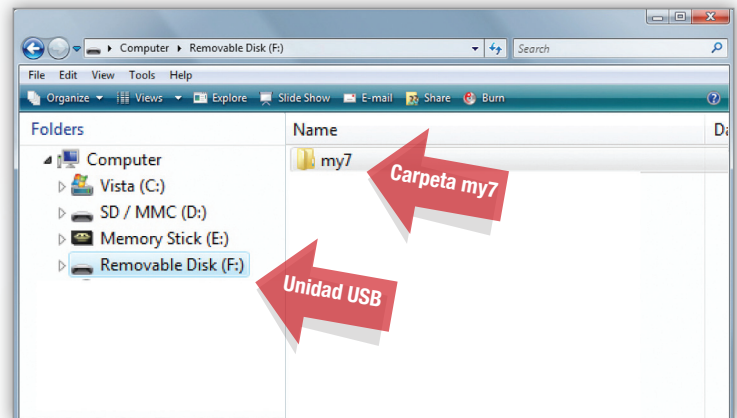 Computer ▸ Removable Disk (F:)
Search
File Edit View Tools Help
Organize Views Explore Slide Show E-mail Share Burn
Folders
Name
Computer
my7
Carpeta my7
Vista (C:)
SD / MMC (D:)
Memory Stick (E:)
Removable Disk (F:)
Unidad USB